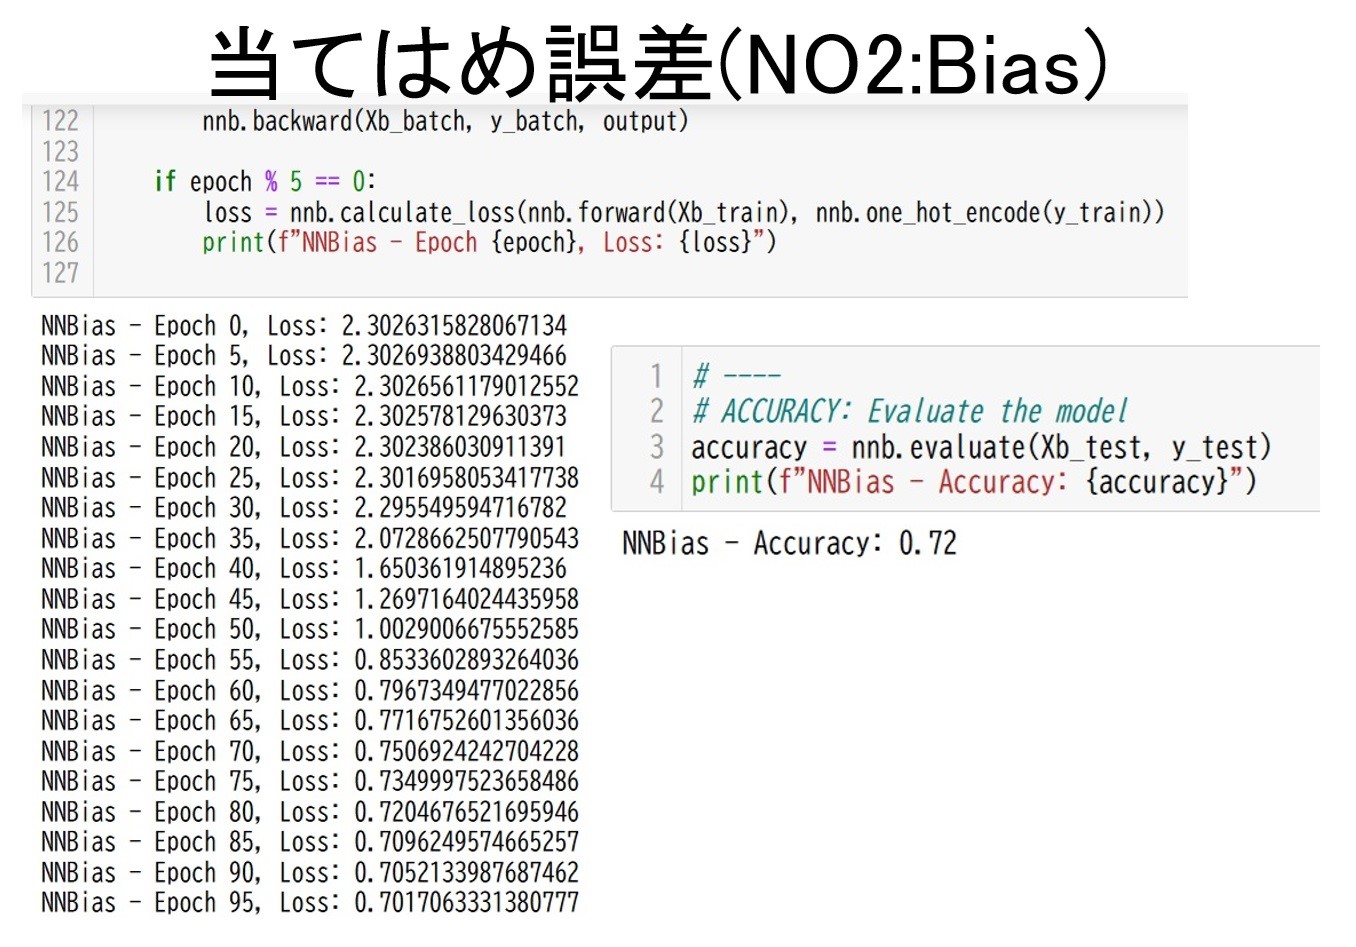 当てはめ誤差(NO2:Bias)
122 nnb.backward(Xb_batch, y_batch, output)
123
124 if epoch % 5 == 0:
125 loss = nnb.calculate_loss(nnb.forward(Xb_train), nnb.one_hot_encode(y_train))
126 print(f"NNBias - Epoch {epoch}, Loss: {loss}")
127
NNBias - Epoch 0, Loss: 2.3026315828067134
NNBias - Epoch 5, Loss: 2.3026938803429466
NNBias - Epoch 10, Loss: 2.3026561179012552
NNBias - Epoch 15, Loss: 2.302578129630373
NNBias - Epoch 20, Loss: 2.302386030911391
NNBias - Epoch 25, Loss: 2.3016958053417738
NNBias - Epoch 30, Loss: 2.295549594716782
NNBias - Epoch 35, Loss: 2.0728662507790543
NNBias - Epoch 40, Loss: 1.650361914895236
NNBias - Epoch 45, Loss: 1.2697164024435958
NNBias - Epoch 50, Loss: 1.0029006675552585
NNBias - Epoch 55, Loss: 0.8533602893264036
NNBias - Epoch 60, Loss: 0.7967349477022856
NNBias - Epoch 65, Loss: 0.7716752601356036
NNBias - Epoch 70, Loss: 0.7506924242704228
NNBias - Epoch 75, Loss: 0.7349997523658486
NNBias - Epoch 80, Loss: 0.7204676521695946
NNBias - Epoch 85, Loss: 0.7096249574665257
NNBias - Epoch 90, Loss: 0.7052133987687462
NNBias - Epoch 95, Loss: 0.7017063331380777
1 # ----
2 # ACCURACY: Evaluate the model
3 accuracy = nnb.evaluate(Xb_test, y_test)
4 print(f"NNBias - Accuracy: {accuracy}")
NNBias - Accuracy: 0.72